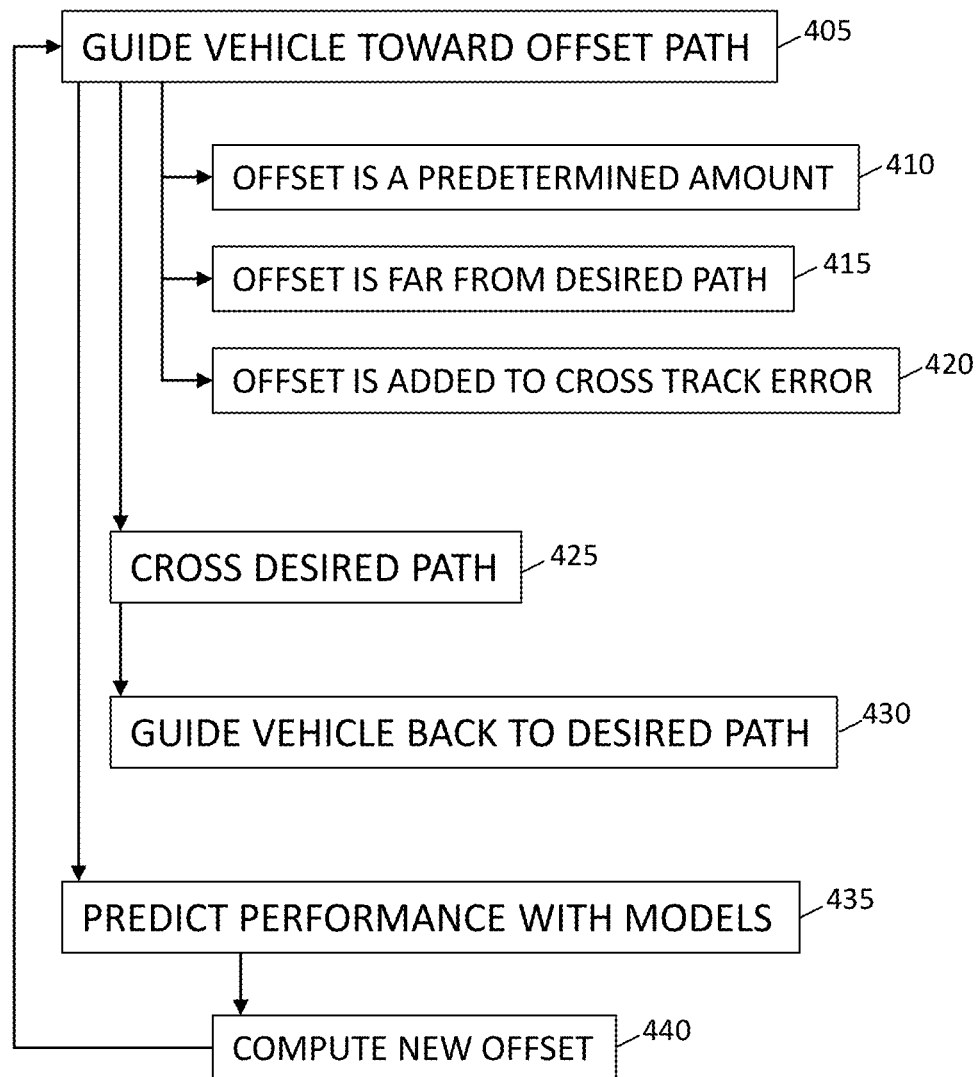 GUIDE VEHICLE TOWARD OFFSET PATH 405
OFFSET IS A PREDETERMINED AMOUNT 410
OFFSET IS FAR FROM DESIRED PATH 415
OFFSET IS ADDED TO CROSS TRACK ERROR 420
CROSS DESIRED PATH 425
GUIDE VEHICLE BACK TO DESIRED PATH 430
PREDICT PERFORMANCE WITH MODELS 435
COMPUTE NEW OFFSET 440